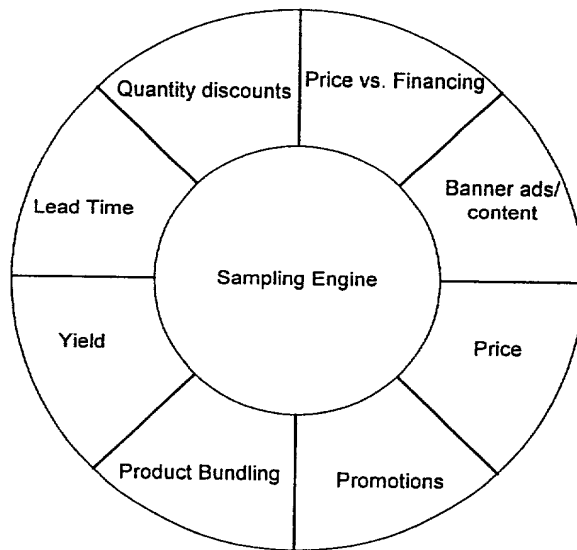 Quantity discounts
Price vs. Financing
Banner ads/
content
Lead Time
Sampling Engine
Yield
Price
Product Bundling
Promotions